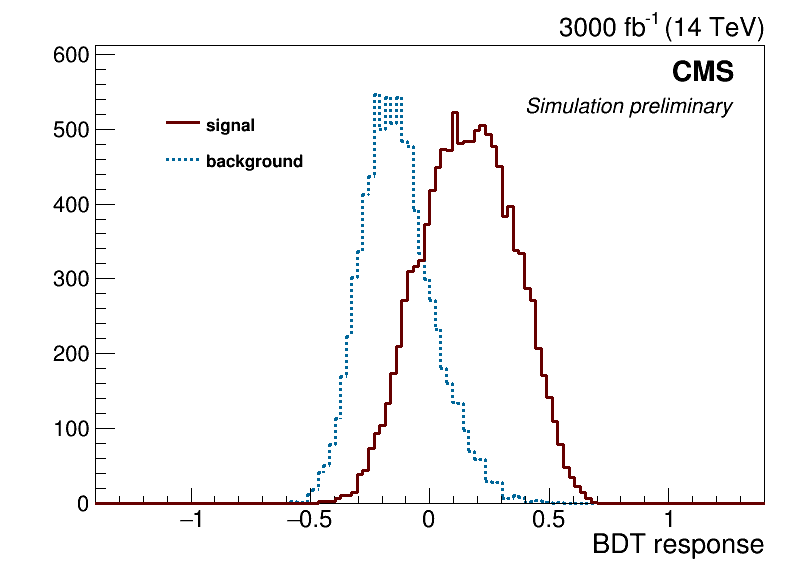 3000 fb⁻¹ (14 TeV)
CMS
Simulation preliminary
signal
background
600
500
400
300
200
100
0
−1
−0.5
0
0.5
1
BDT response